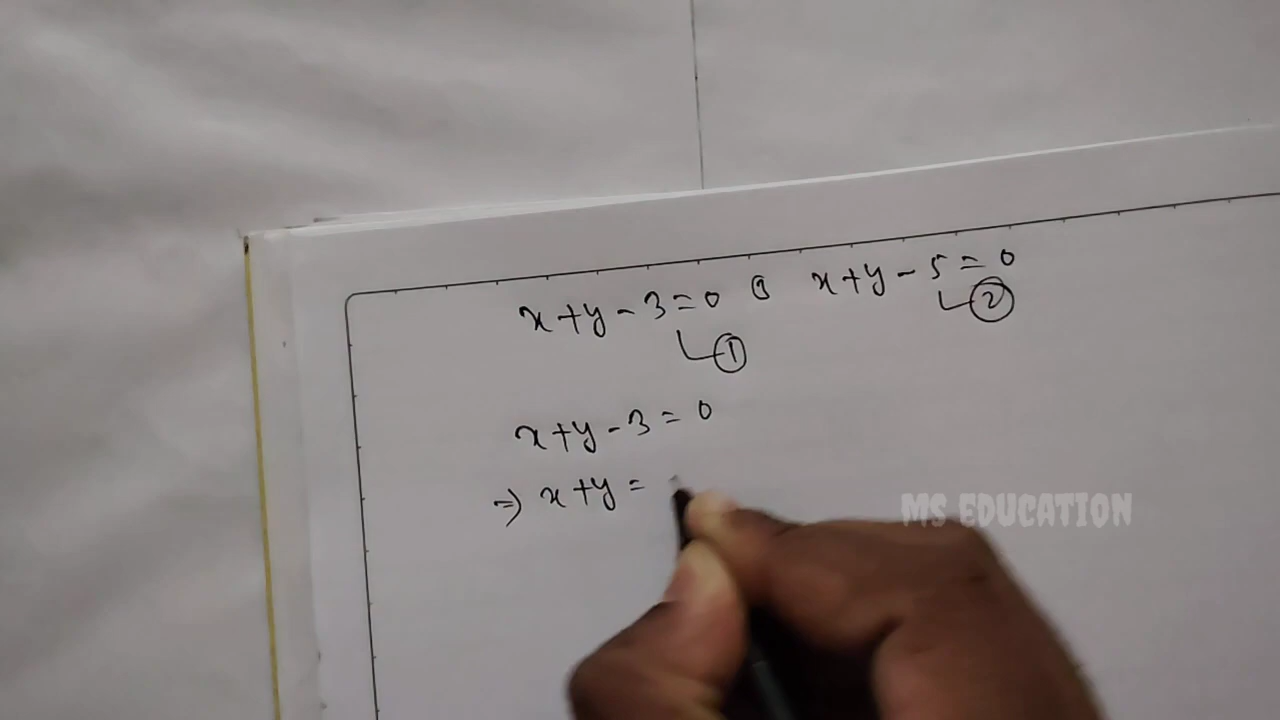 x+y-3=0 & x+y-5=0
① ②
x+y-3=0
⇒ x+y=
MS EDUCATION